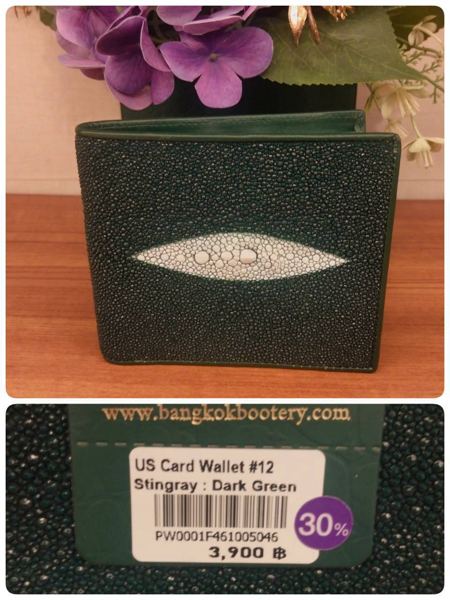 www.bangkokbootery.com
US Card Wallet #12
Stingray : Dark Green
PW0001F461005046
30%
3,900 ฿